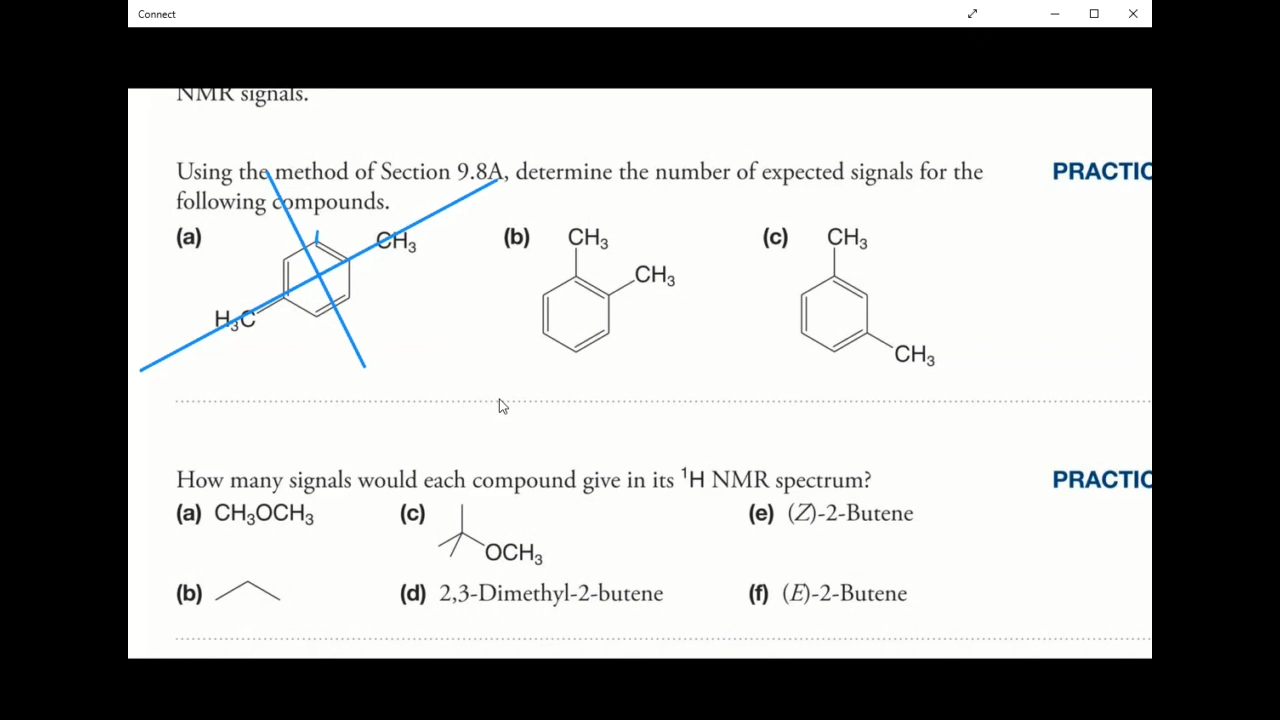 Connect
NMR signals.
Using the method of Section 9.8A, determine the number of expected signals for the
PRACTIC
following compounds.
(a)
CH₃
H₃C
(b)
CH₃
CH₃
(c)
CH₃
CH₃
How many signals would each compound give in its ¹H NMR spectrum?
PRACTIC
(a) CH₃OCH₃
(c)
OCH₃
(e) (Z)-2-Butene
(b)
(d) 2,3-Dimethyl-2-butene
(f) (E)-2-Butene